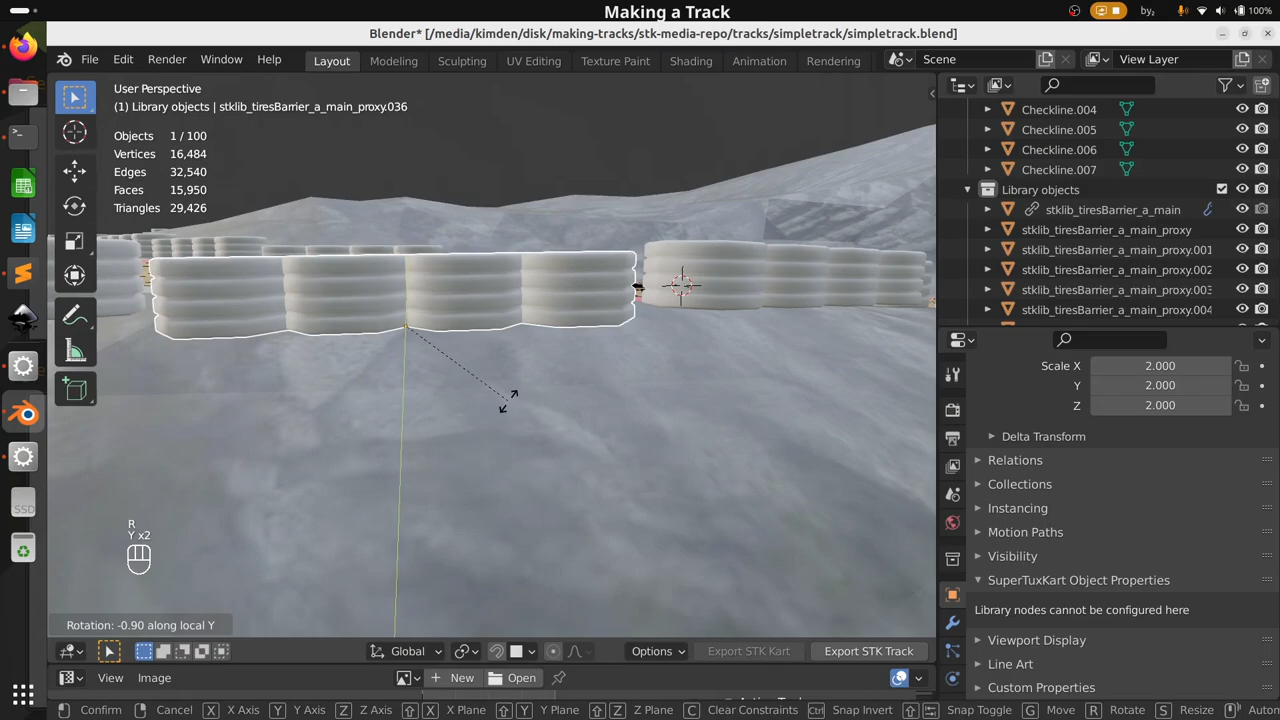 Making a Track
by₂
100%
Blender* [/media/kimden/disk/making-tracks/stk-media-repo/tracks/simpletrack/simpletrack.blend]
File Edit Render Window Help
Layout Modeling Sculpting UV Editing Texture Paint Shading Animation Rendering
Scene
View Layer
User Perspective
(1) Library objects | stklib_tiresBarrier_a_main_proxy.036
Objects 1 / 100
Vertices 16,484
Edges 32,540
Faces 15,950
Triangles 29,426
Checkline.004
Checkline.005
Checkline.006
Checkline.007
Library objects
stklib_tiresBarrier_a_main
stklib_tiresBarrier_a_main_proxy
stklib_tiresBarrier_a_main_proxy.001
stklib_tiresBarrier_a_main_proxy.002
stklib_tiresBarrier_a_main_proxy.003
stklib_tiresBarrier_a_main_proxy.004
Scale X 2.000
Y 2.000
Z 2.000
Delta Transform
Relations
Collections
Instancing
Motion Paths
Visibility
SuperTuxKart Object Properties
Library nodes cannot be configured here
Viewport Display
Line Art
Custom Properties
R
Y x2
SSD
Rotation: -0.90 along local Y
Global
Options
Export STK Kart
Export STK Track
View Image
New
Open
Confirm Cancel X X Axis Y Y Axis Z Z Axis X X Plane Y Y Plane Z Z Plane C Clear Constraints Ctrl Snap Invert Snap Toggle G Move R Rotate S Resize